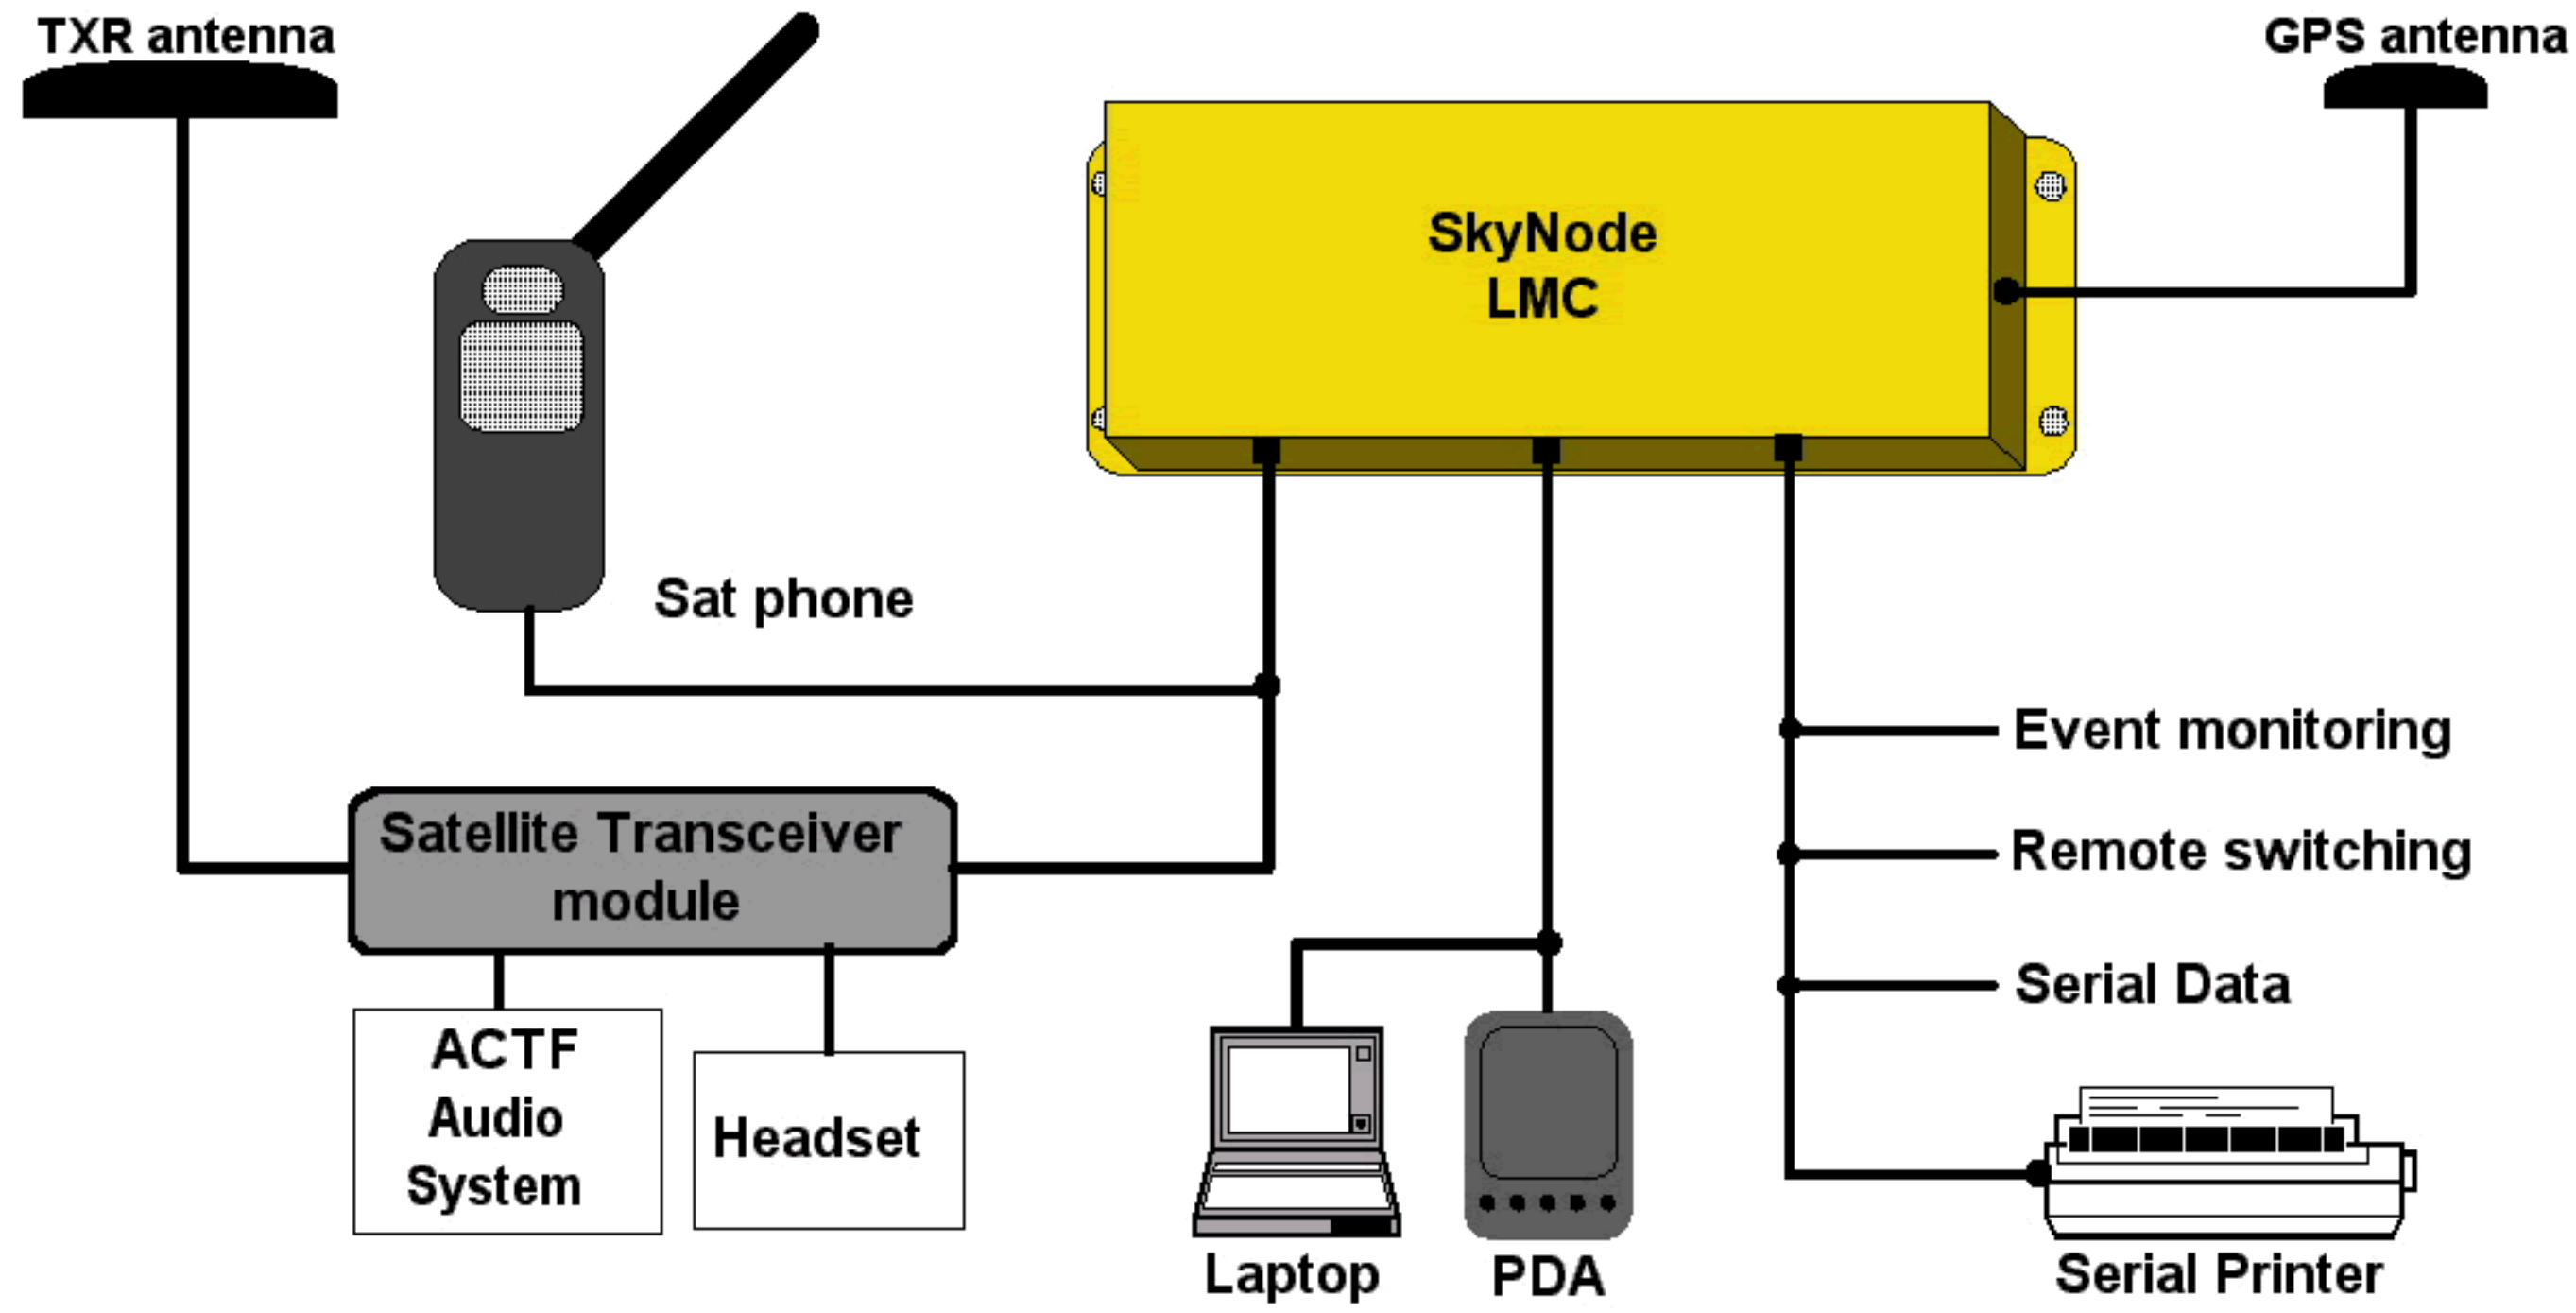 TXR antenna
GPS antenna
SkyNode
LMC
Sat phone
Event monitoring
Satellite Transceiver
module
Remote switching
Serial Data
ACTF
Audio
System
Headset
Laptop
PDA
Serial Printer